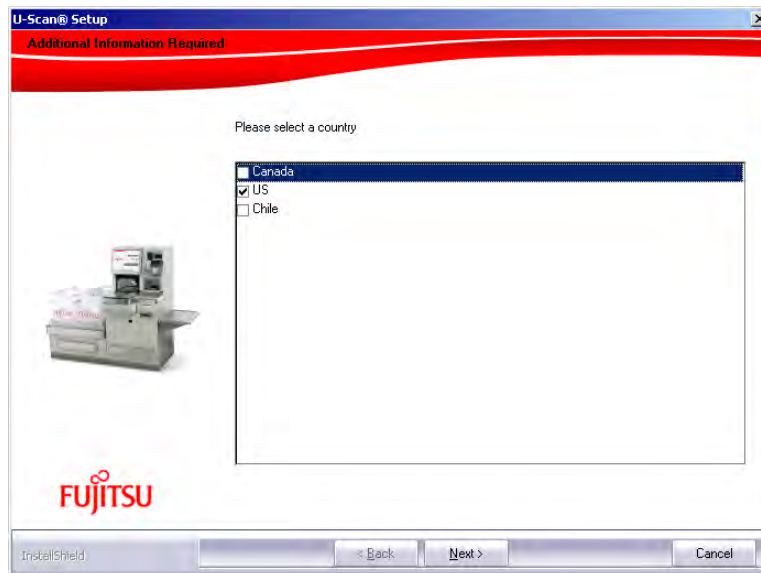 U-Scan® Setup
Additional Information Required
Please select a country
Canada
US
Chile
FUJITSU
InstallShield
< Back
Next >
Cancel